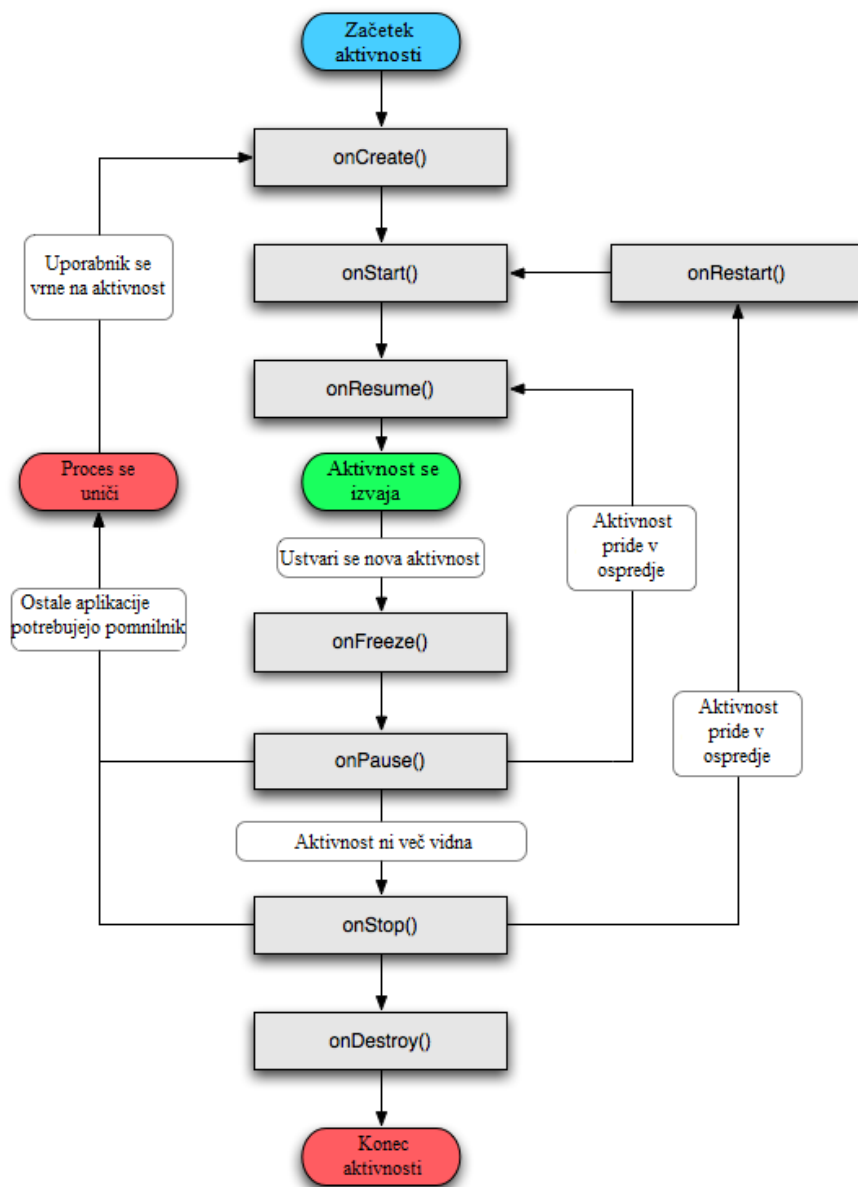 Začetek
aktivnosti
onCreate()
Uporabnik se
vrne na aktivnost
onStart()
onRestart()
onResume()
Proces se
uniči
Aktivnost se
izvaja
Aktivnost
pride v
ospredje
Ustvari se nova aktivnost
Ostale aplikacije
potrebujejo pomnilnik
onFreeze()
Aktivnost
pride v
ospredje
onPause()
Aktivnost ni več vidna
onStop()
onDestroy()
Konec
aktivnosti